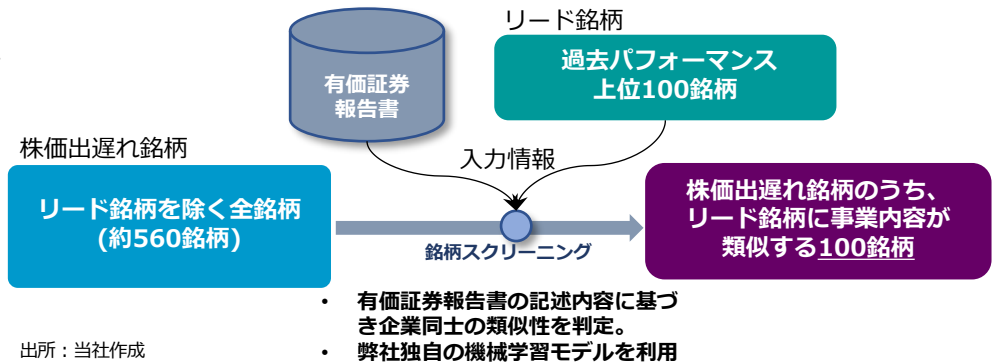 リード銘柄
有価証券
報告書
過去パフォーマンス
上位100銘柄
株価出遅れ銘柄
入力情報
リード銘柄を除く全銘柄
(約560銘柄)
銘柄スクリーニング
株価出遅れ銘柄のうち、
リード銘柄に事業内容が
類似する100銘柄
• 有価証券報告書の記述内容に基づ
き企業同士の類似性を判定。
• 弊社独自の機械学習モデルを利用
出所：当社作成